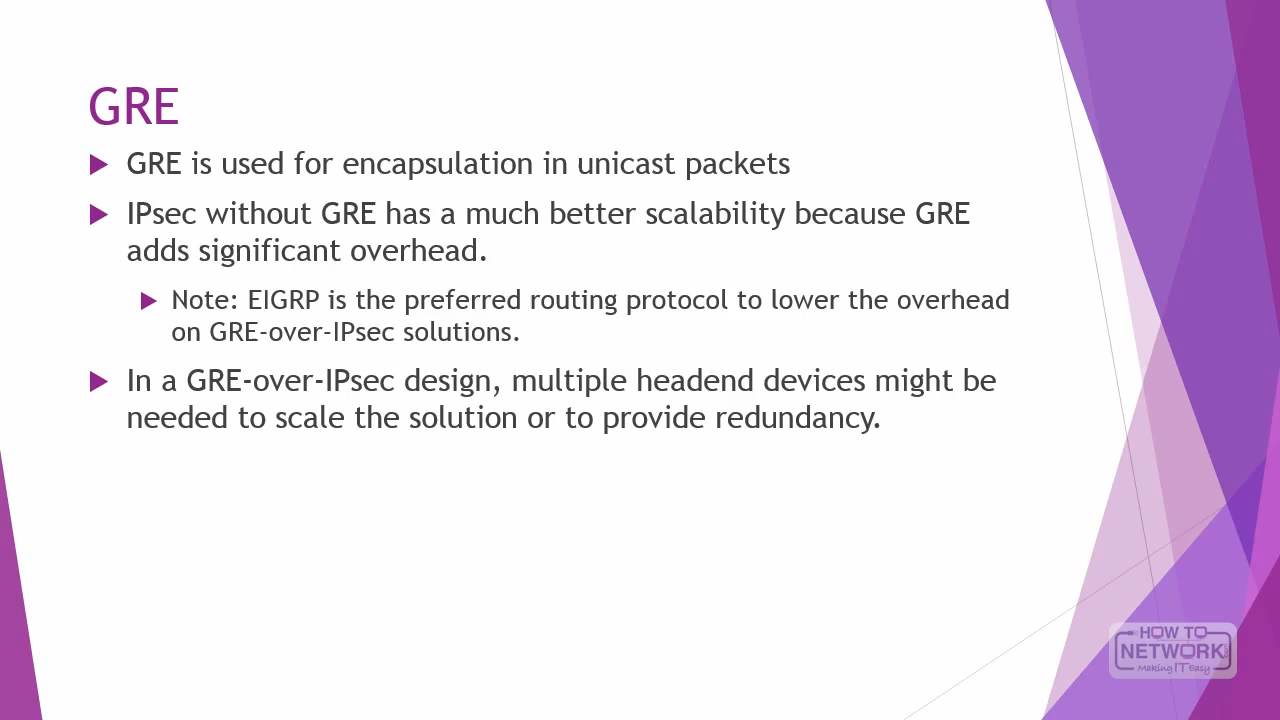 GRE
GRE is used for encapsulation in unicast packets
IPsec without GRE has a much better scalability because GRE
adds significant overhead.
Note: EIGRP is the preferred routing protocol to lower the overhead
on GRE-over-IPsec solutions.
In a GRE-over-IPsec design, multiple headend devices might be
needed to scale the solution or to provide redundancy.
HOW TO
NETWORK
Making IT Easy